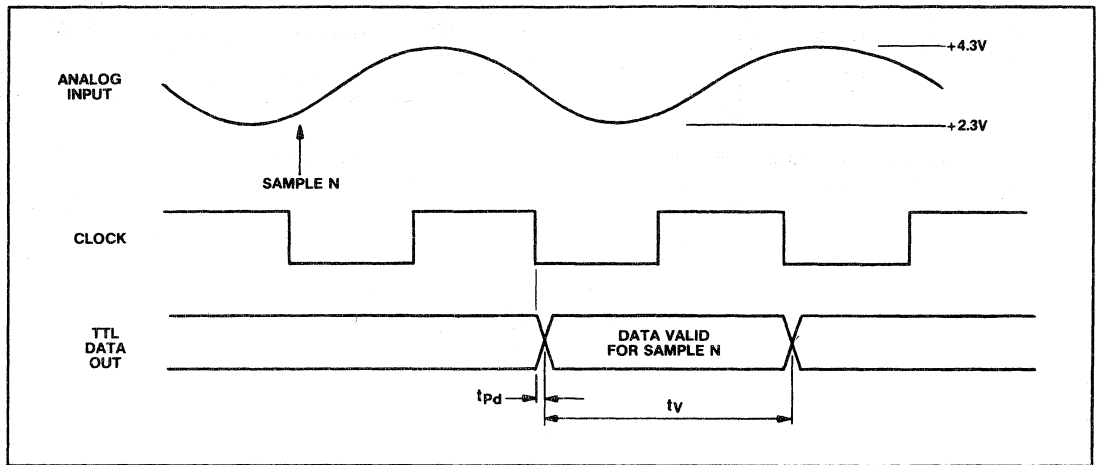 ANALOG
INPUT
+4.3V
+2.3V
SAMPLE N
CLOCK
TTL
DATA
OUT
DATA VALID
FOR SAMPLE N
tPd
tV